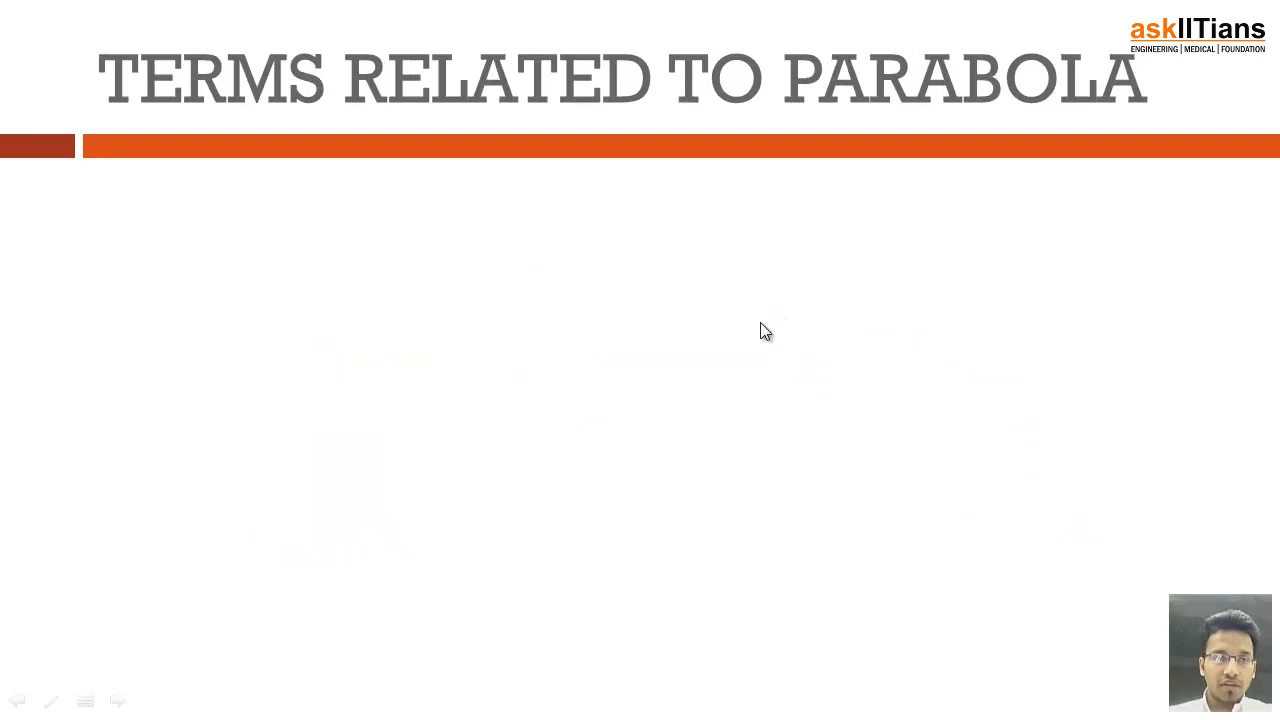 askIITians
ENGINEERING | MEDICAL | FOUNDATION
TERMS RELATED TO PARABOLA